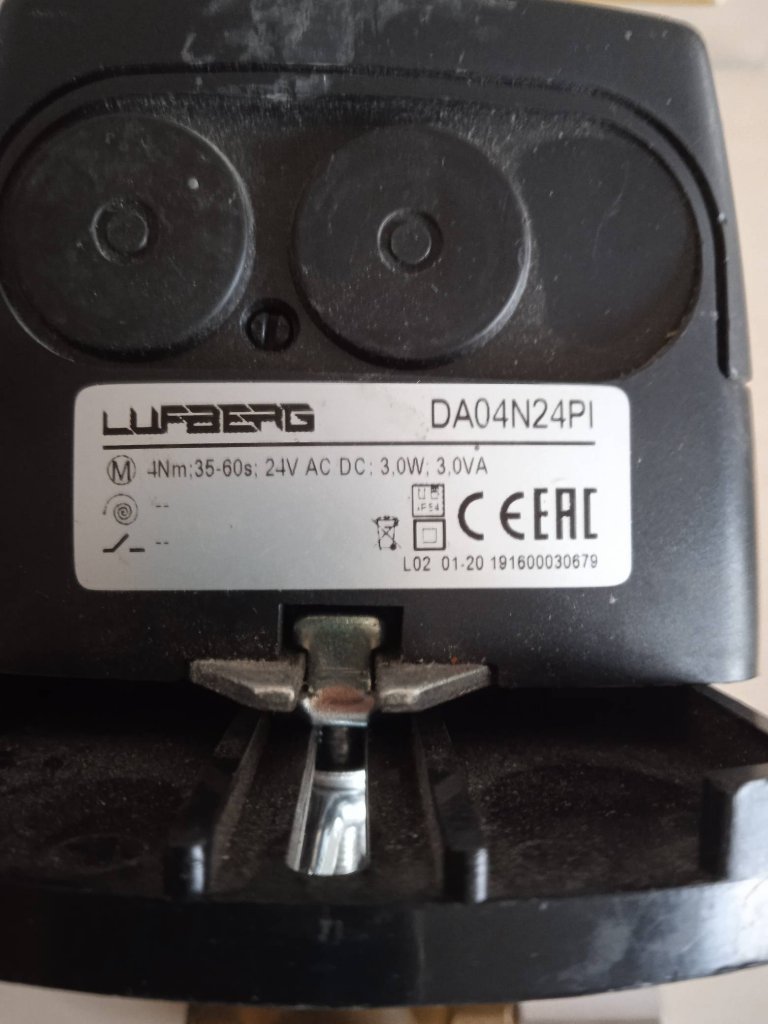 LUFBERG DA04N24PI
M 4Nm;35-60s; 24V AC DC; 3,0W; 3,0VA
--
IP54
CE EAC
--
L02 01-20 191600030679